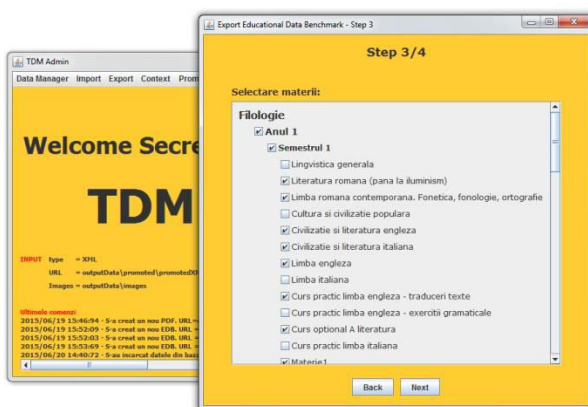 TDM Admin
Data Manager Import Export Context Prom
Welcome Secre
TDM
INPUT type = XML
URL = outputData\promoted\promotedXM
Images = outputData\images
Ultimele comenzi
2015/06/19 15:46:94 - S-a creat un nou PDF. URL=
2015/06/19 15:52:09 - S-a creat un nou EDB. URL=
2015/06/19 15:52:03 - S-a creat un nou EDB. URL=
2015/06/19 15:53:69 - S-a creat un nou EDB. URL=
2015/06/20 14:40:72 - S-au incarcat datele din baza
Export Educational Data Benchmark - Step 3
Step 3/4
Selectare materii:
Filologie
Anul 1
Semestrul 1
Lingvistica generala
Literatura romana (pana la iluminism)
Limba romana contemporana. Fonetica, fonologie, ortografie
Cultura si civilizatie populara
Civilizatie si literatura engleza
Civilizatie si literatura italiana
Limba engleza
Limba italiana
Curs practic limba engleza - traduceri texte
Curs practic limba engleza - exercitii gramaticale
Curs optional A literatura
Curs practic limba italiana
Materie1
Back Next